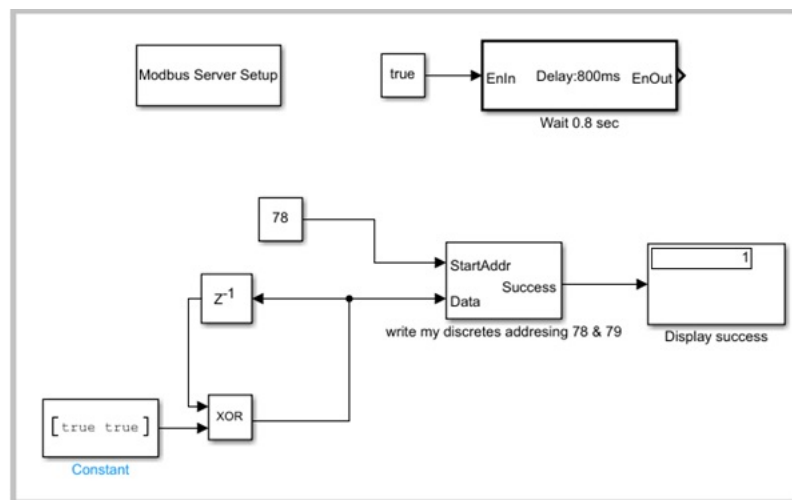 Modbus Server Setup
true
EnIn
Delay:800ms
EnOut
Wait 0.8 sec
78
StartAddr
Data
Success
write my discretes addresing 78 & 79
1
Display success
Z-1
XOR
[true true]
Constant